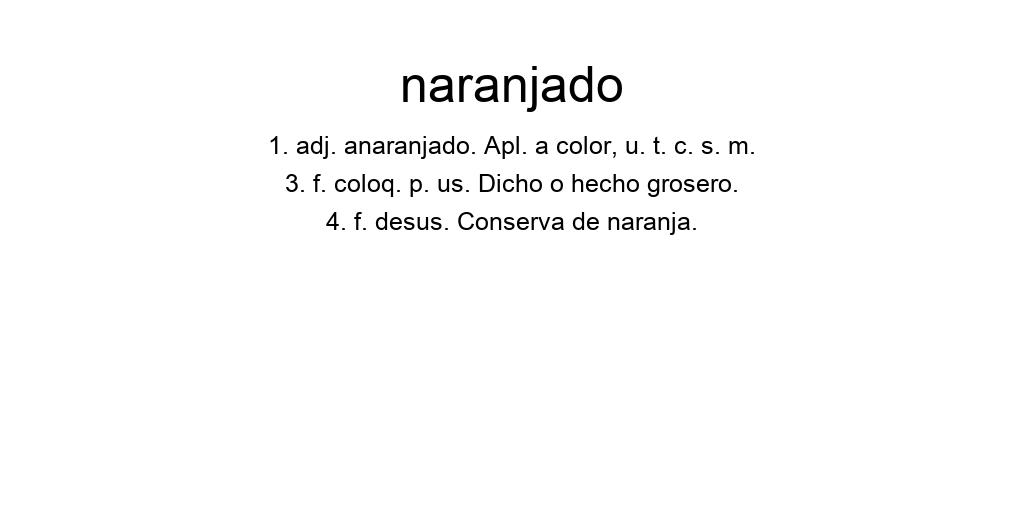 naranjado
1. adj. anaranjado. Apl. a color, u. t. c. s. m.
3. f. coloq. p. us. Dicho o hecho grosero.
4. f. desus. Conserva de naranja.